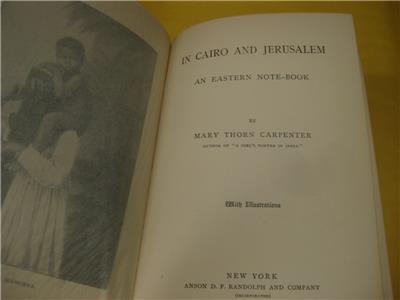 IN CAIRO AND JERUSALEM
AN EASTERN NOTE-BOOK
BY
MARY THORN CARPENTER
AUTHOR OF "A GIRL'S WINTER IN INDIA."
With Illustrations
NEW YORK
ANSON D. F. RANDOLPH AND COMPANY
(INCORPORATED)